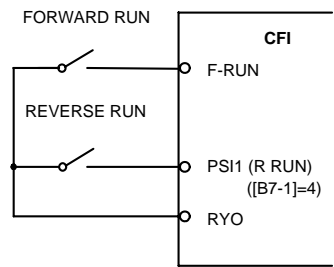 FORWARD RUN
CFI
F-RUN
REVERSE RUN
PSI1 (R RUN)
([B7-1]=4)
RYO